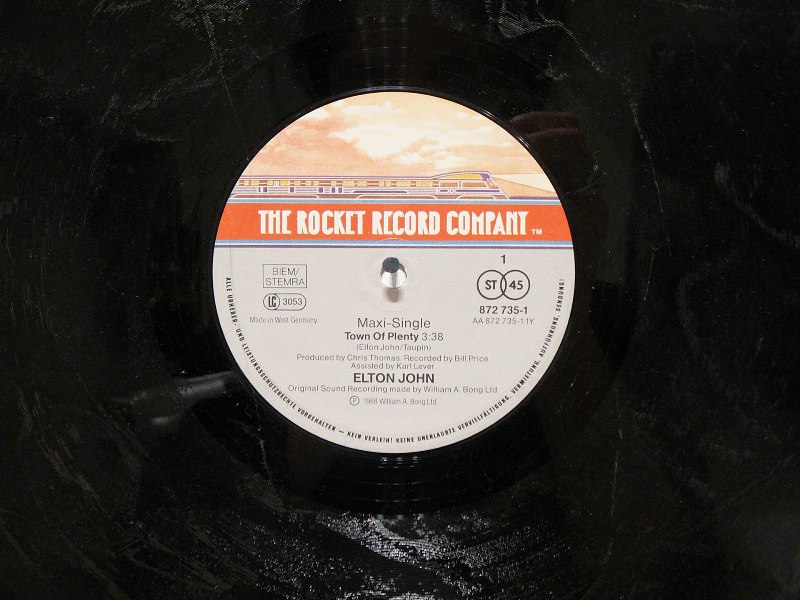 THE ROCKET RECORD COMPANY TM
BIEM/
STEMRA
LC 3053
Made in West Germany
1
ST 45
872 735-1
AA 872 735-1.1Y
Maxi-Single
Town Of Plenty 3:38
(Elton John/Taupin)
Produced by Chris Thomas. Recorded by Bill Price.
Assisted by Karl Lever
ELTON JOHN
Original Sound Recording made by William A. Bong Ltd.
Ⓟ 1988 William A. Bong Ltd.
ALLE URHEBER- UND LEISTUNGSSCHUTZRECHTE VORBEHALTEN – KEIN VERLEIH! KEINE UNERLAUBTE VERVIELFÄLTIGUNG, VERMIETUNG, AUFFÜHRUNG, SENDUNG!